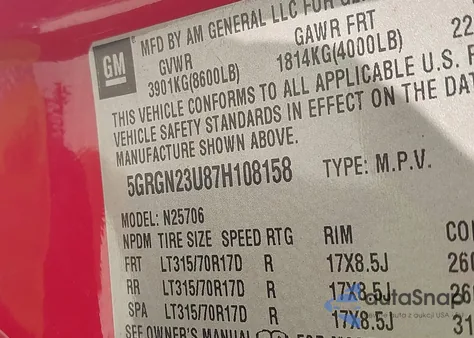 GM
MFD BY AM GENERAL LLC FOR
GVWR GAWR FRT
3901KG(8600LB) 1814KG(4000LB) 22
THIS VEHICLE CONFORMS TO ALL APPLICABLE U.S.
VEHICLE SAFETY STANDARDS IN EFFECT ON THE DA
MANUFACTURE SHOWN ABOVE.
5GRGN23U87H108158 TYPE: M.P.V.
MODEL: N25706
NPDM TIRE SIZE SPEED RTG RIM CO
FRT LT315/70R17D R 17X8.5J 260
RR LT315/70R17D R 17X8.5J 260
SPA LT315/70R17D R 17X8.5J 31
SEE OWNER'S MANUAL
autaSnap